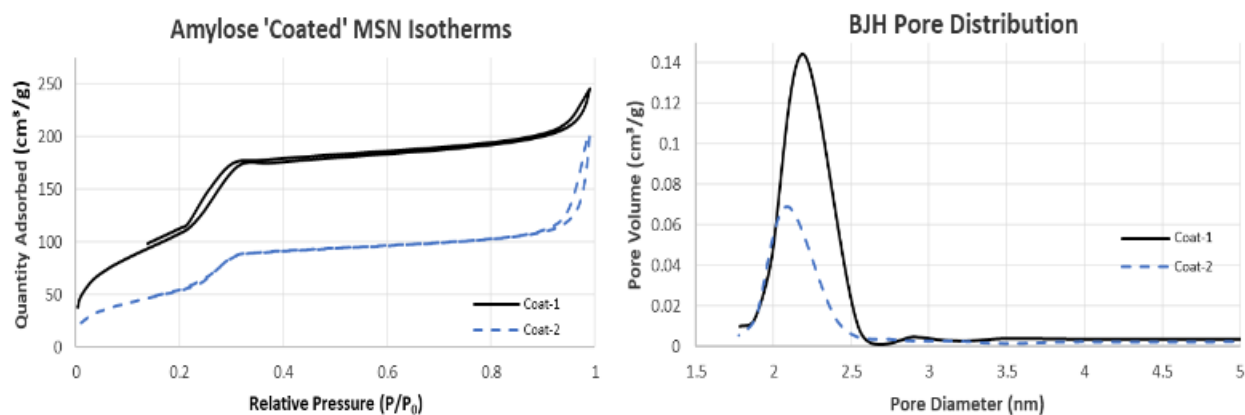 Amylose 'Coated' MSN Isotherms
Quantity Adsorbed (cm³/g)
250
200
150
100
50
0
0
0.2
0.4
0.6
0.8
1
Coat-1
Coat-2
Relative Pressure (P/P₀)
BJH Pore Distribution
Pore Volume (cm³/g)
0.14
0.12
0.1
0.08
0.06
0.04
0.02
0
1.5
2
2.5
3
3.5
4
4.5
5
Coat-1
Coat-2
Pore Diameter (nm)